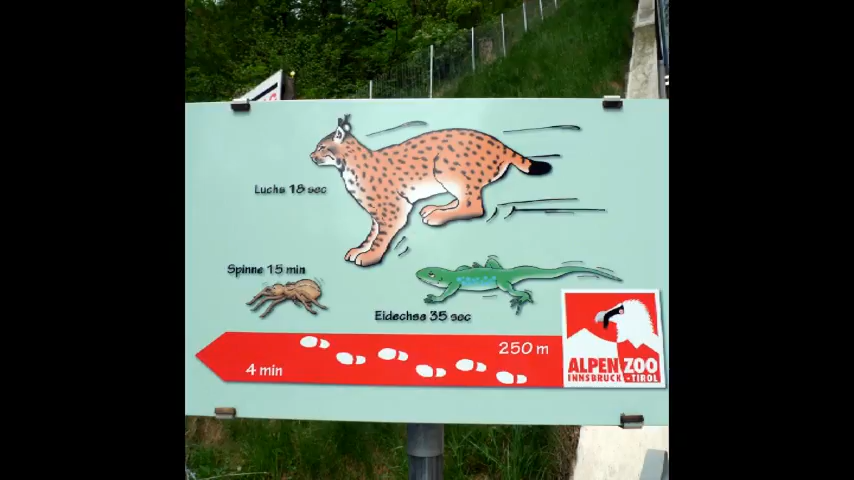 Luchs 18 sec
Spinne 15 min
Eidechse 35 sec
250 m
4 min
ALPEN ZOO
INNSBRUCK - TIROL